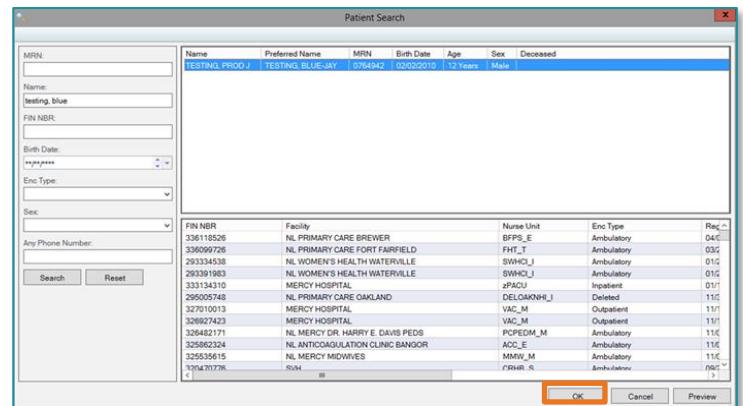 Patient Search
MRN:
Name:
testing, blue
FIN NBR:
Birth Date:
**/**/****
Enc Type:
Sex:
Any Phone Number:
Search Reset
Name Preferred Name MRN Birth Date Age Sex Deceased
TESTING, PROD J TESTING, BLUE-JAY 0764942 02/02/2010 12 Years Male
FIN NBR Facility Nurse Unit Enc Type
336118526 NL PRIMARY CARE BREWER BFPS_E Ambulatory
336099726 NL PRIMARY CARE FORT FAIRFIELD FHT_T Ambulatory
293334538 NL WOMEN'S HEALTH WATERVILLE SWHCI_I Ambulatory
293391983 NL WOMEN'S HEALTH WATERVILLE SWHCI_I Ambulatory
333134310 MERCY HOSPITAL zPACU Inpatient
295005748 NL PRIMARY CARE OAKLAND DELOAKNHI_I Deleted
327010013 MERCY HOSPITAL VAC_M Outpatient
326927423 MERCY HOSPITAL VAC_M Outpatient
326482171 NL MERCY DR. HARRY E. DAVIS PEDS PCPEDM_M Ambulatory
325862324 NL ANTICOAGULATION CLINIC BANGOR ACC_E Ambulatory
325535615 NL MERCY MIDWIVES MMW_M Ambulatory
320470776 SVH CRHB_S Ambulatory
OK Cancel Preview